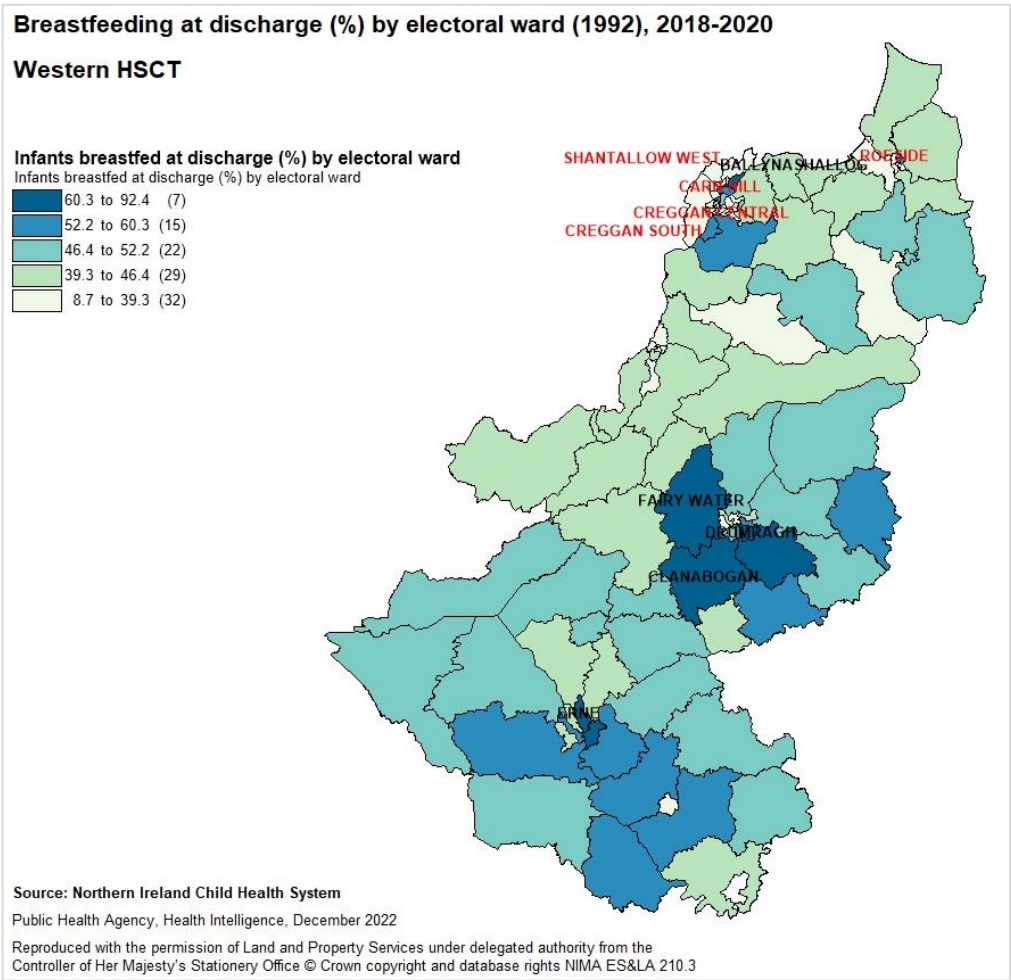 Breastfeeding at discharge (%) by electoral ward (1992), 2018-2020
Western HSCT
Infants breastfed at discharge (%) by electoral ward
Infants breastfed at discharge (%) by electoral ward
60.3 to 92.4 (7)
52.2 to 60.3 (15)
46.4 to 52.2 (22)
39.3 to 46.4 (29)
8.7 to 39.3 (32)
SHANTALLOW WEST
BALLYNASHALLOG
ROESIDE
CARN HILL
CREGGAN CENTRAL
CREGGAN SOUTH
FAIRY WATER
DRUMRAGH
CLANABOGAN
ERNE
Source: Northern Ireland Child Health System
Public Health Agency, Health Intelligence, December 2022
Reproduced with the permission of Land and Property Services under delegated authority from the
Controller of Her Majesty's Stationery Office © Crown copyright and database rights NIMA ES&LA 210.3